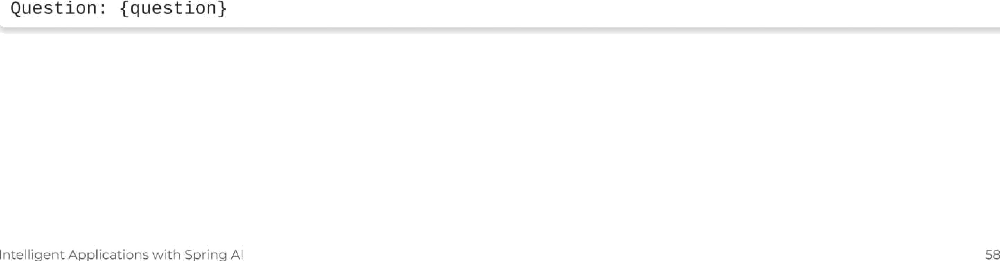 Question: {question}
Intelligent Applications with Spring AI
58